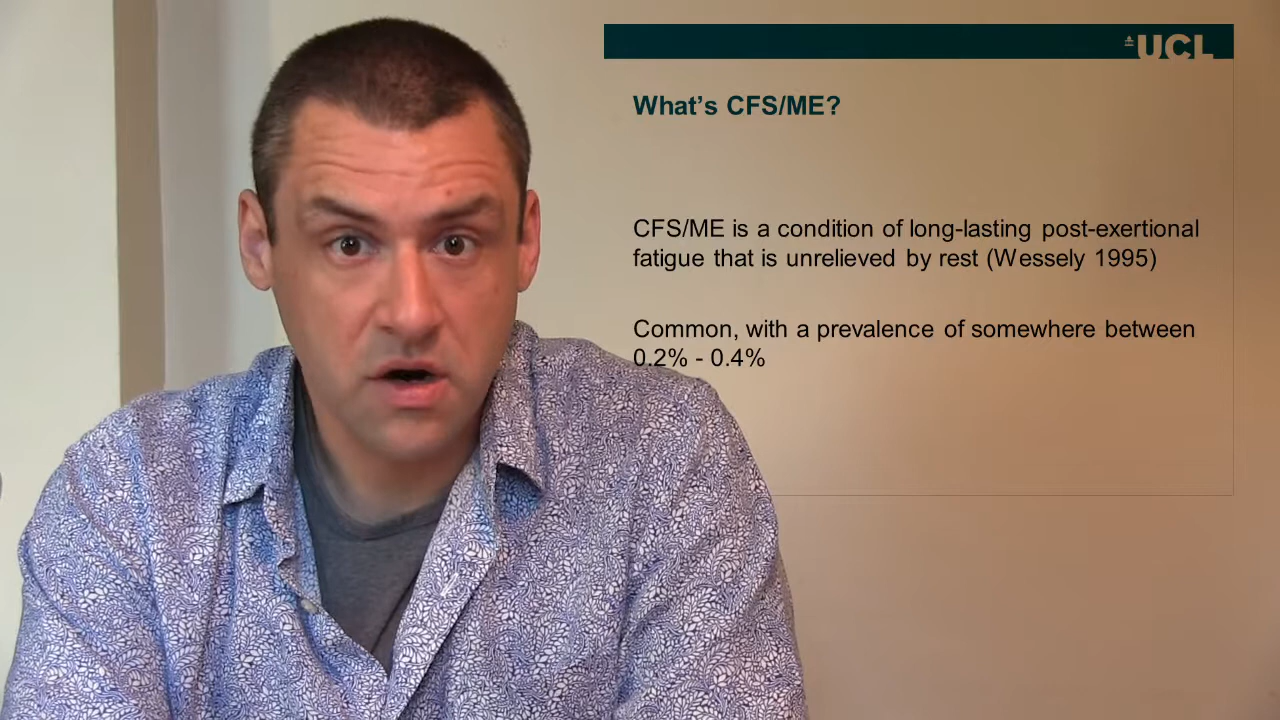 UCL
What's CFS/ME?
CFS/ME is a condition of long-lasting post-exertional
fatigue that is unrelieved by rest (Wessely 1995)
Common, with a prevalence of somewhere between
0.2% - 0.4%